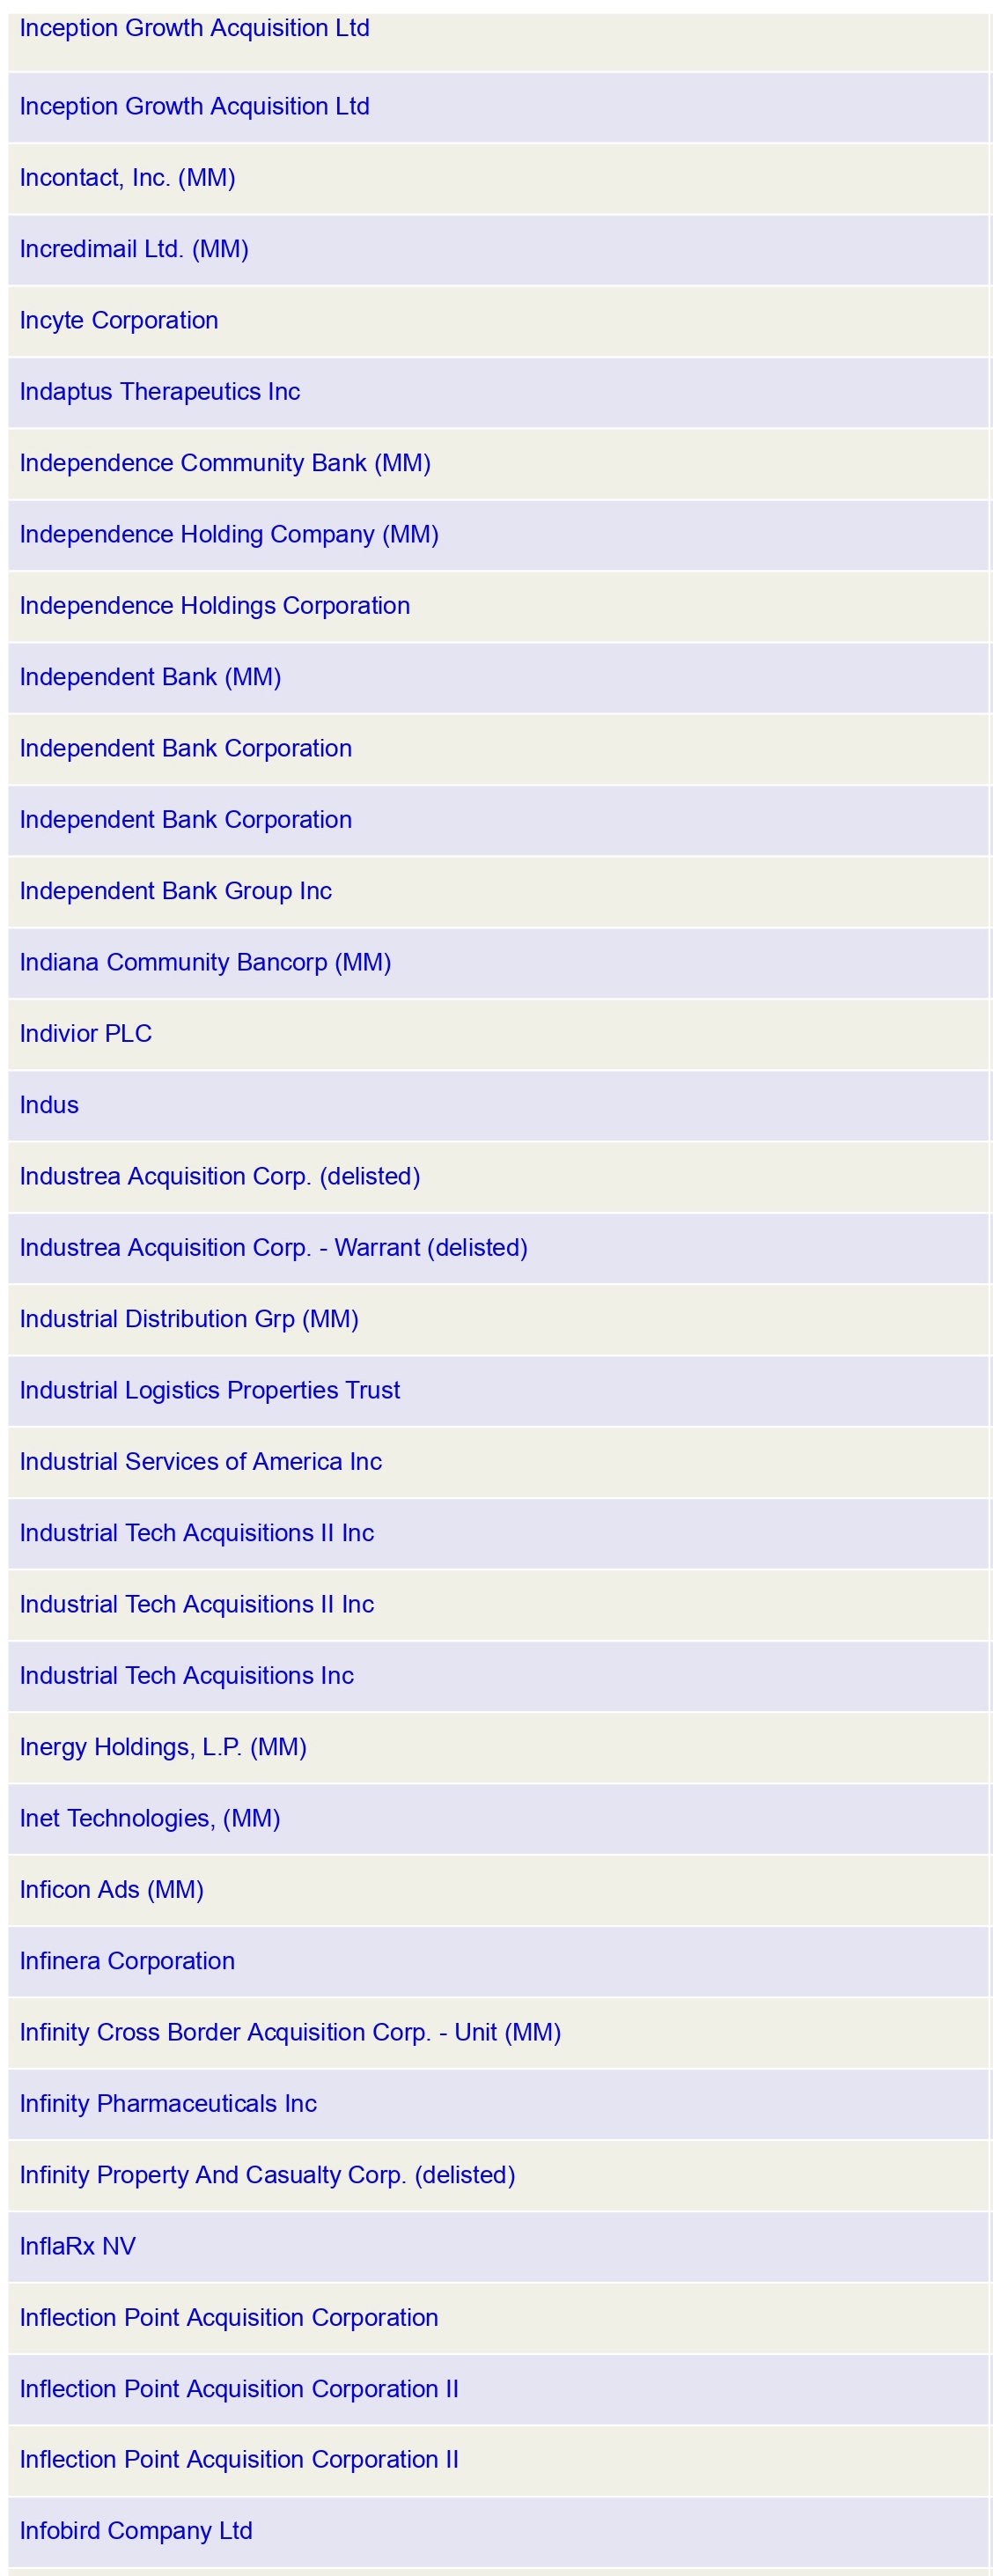 Inception Growth Acquisition Ltd
Inception Growth Acquisition Ltd
Incontact, Inc. (MM)
Incredimail Ltd. (MM)
Incyte Corporation
Indaptus Therapeutics Inc
Independence Community Bank (MM)
Independence Holding Company (MM)
Independence Holdings Corporation
Independent Bank (MM)
Independent Bank Corporation
Independent Bank Corporation
Independent Bank Group Inc
Indiana Community Bancorp (MM)
Indivior PLC
Indus
Industrea Acquisition Corp. (delisted)
Industrea Acquisition Corp. - Warrant (delisted)
Industrial Distribution Grp (MM)
Industrial Logistics Properties Trust
Industrial Services of America Inc
Industrial Tech Acquisitions II Inc
Industrial Tech Acquisitions II Inc
Industrial Tech Acquisitions Inc
Inergy Holdings, L.P. (MM)
Inet Technologies, (MM)
Inficon Ads (MM)
Infinera Corporation
Infinity Cross Border Acquisition Corp. - Unit (MM)
Infinity Pharmaceuticals Inc
Infinity Property And Casualty Corp. (delisted)
InflaRx NV
Inflection Point Acquisition Corporation
Inflection Point Acquisition Corporation II
Inflection Point Acquisition Corporation II
Infobird Company Ltd